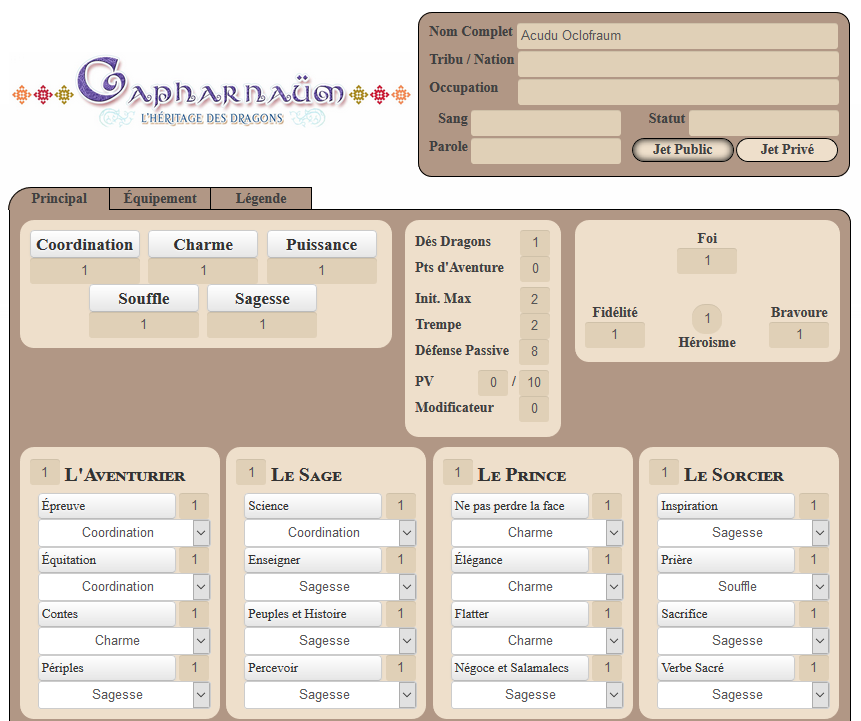 Capharnaüm
L'HÉRITAGE DES DRAGONS
Nom Complet Acudu Oclofraum
Tribu / Nation
Occupation
Sang Statut
Parole Jet Public Jet Privé
Principal Équipement Légende
Coordination Charme Puissance
1 1 1
Souffle Sagesse
1 1
Dés Dragons 1
Pts d'Aventure 0
Init. Max 2
Trempe 2
Défense Passive 8
PV 0 / 10
Modificateur 0
Foi
1
Fidélité 1 Bravoure
1 Héroisme 1
1 L'Aventurier
Épreuve 1
Coordination
Équitation 1
Coordination
Contes 1
Charme
Périples 1
Sagesse
1 Le Sage
Science 1
Coordination
Enseigner 1
Sagesse
Peuples et Histoire 1
Sagesse
Percevoir 1
Sagesse
1 Le Prince
Ne pas perdre la face 1
Charme
Élégance 1
Charme
Flatter 1
Charme
Négoce et Salamalecs 1
Sagesse
1 Le Sorcier
Inspiration 1
Sagesse
Prière 1
Souffle
Sacrifice 1
Sagesse
Verbe Sacré 1
Sagesse